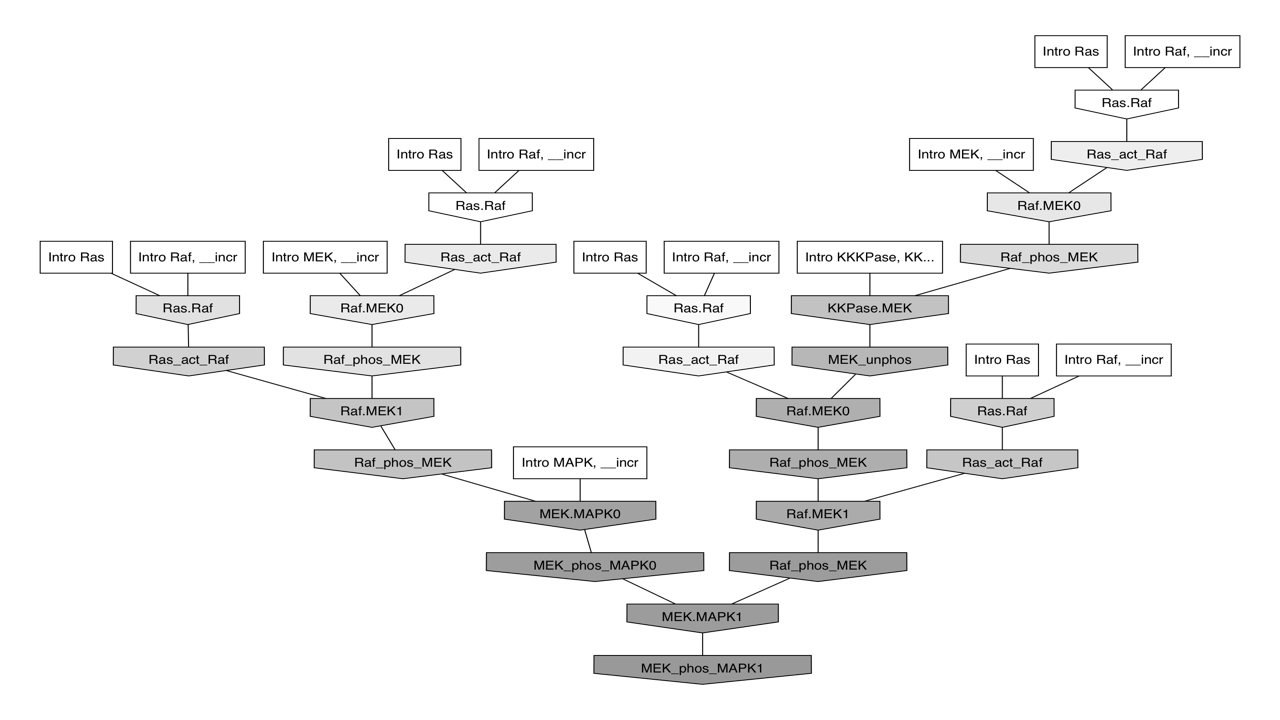 Intro Ras
Intro Raf, __incr
Ras.Raf
Intro Ras
Intro Raf, __incr
Intro MEK, __incr
Ras_act_Raf
Ras.Raf
Raf.MEK0
Intro Ras
Intro Raf, __incr
Intro MEK, __incr
Ras_act_Raf
Intro Ras
Intro Raf, __incr
Intro KKKPase, KK...
Raf_phos_MEK
Ras.Raf
Raf.MEK0
Ras.Raf
KKPase.MEK
Ras_act_Raf
Raf_phos_MEK
Ras_act_Raf
MEK_unphos
Intro Ras
Intro Raf, __incr
Raf.MEK1
Raf.MEK0
Ras.Raf
Raf_phos_MEK
Intro MAPK, __incr
Raf_phos_MEK
Ras_act_Raf
MEK.MAPK0
Raf.MEK1
MEK_phos_MAPK0
Raf_phos_MEK
MEK.MAPK1
MEK_phos_MAPK1